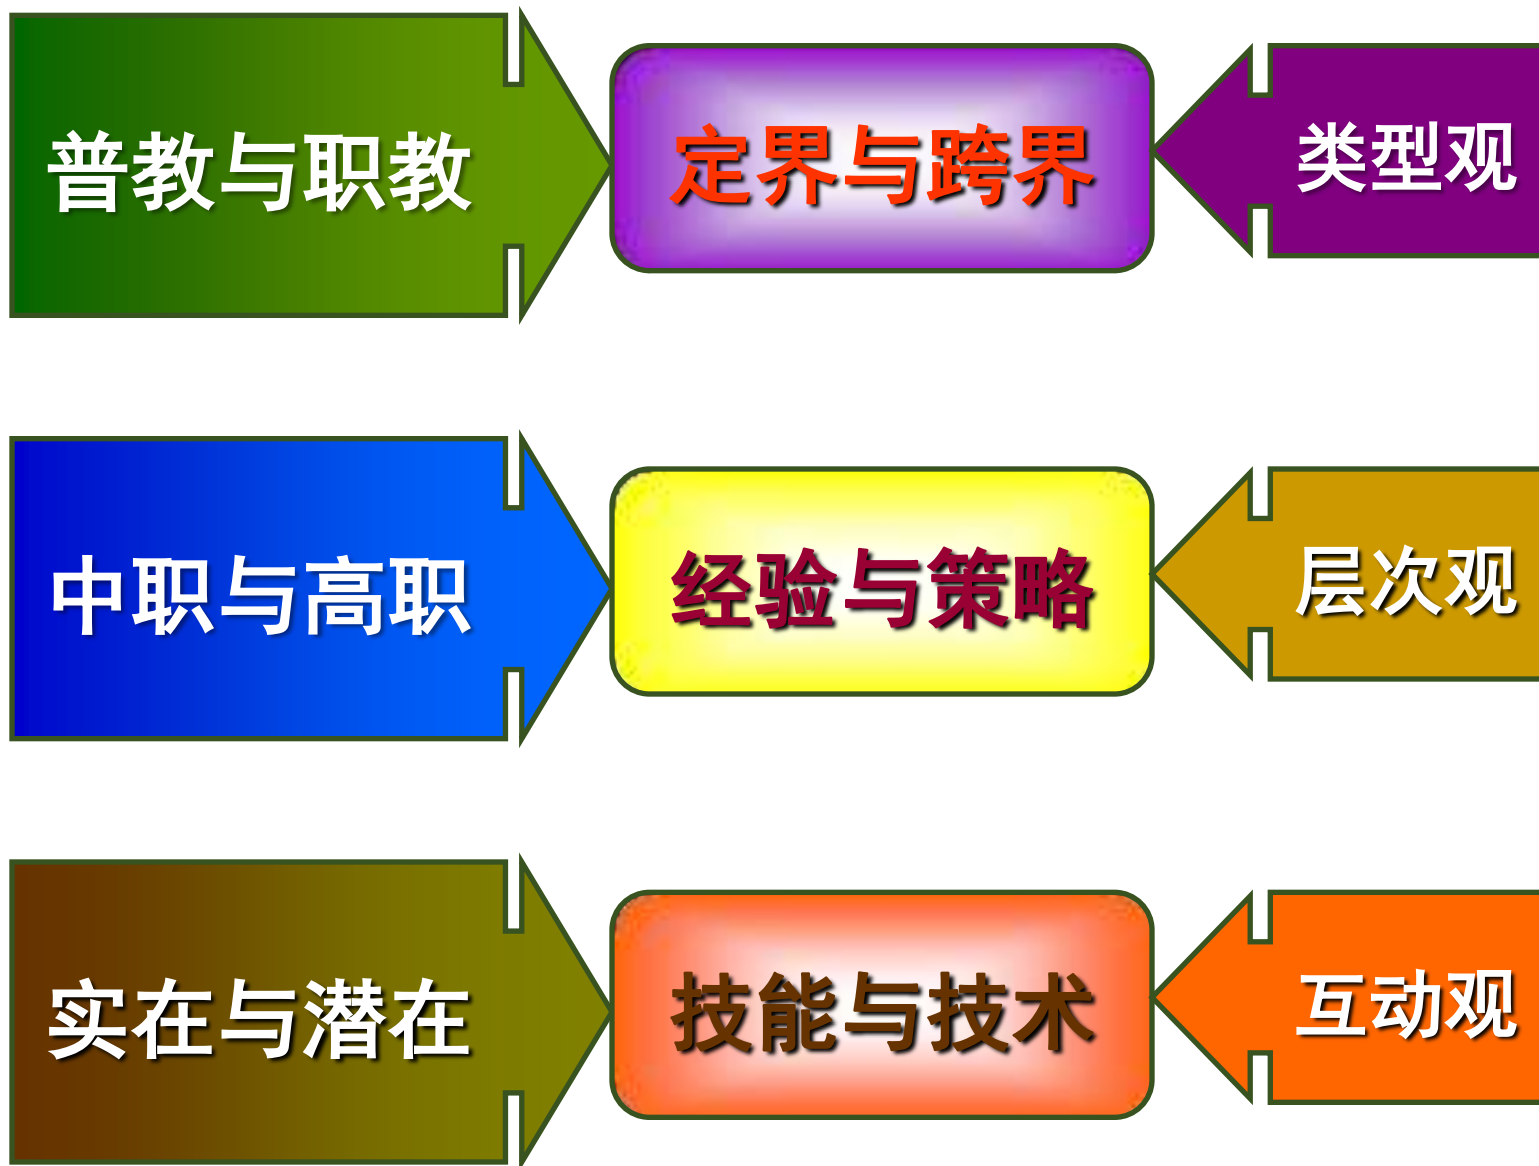 普教与职教
定界与跨界
类型观
中职与高职
经验与策略
层次观
实在与潜在
技能与技术
互动观